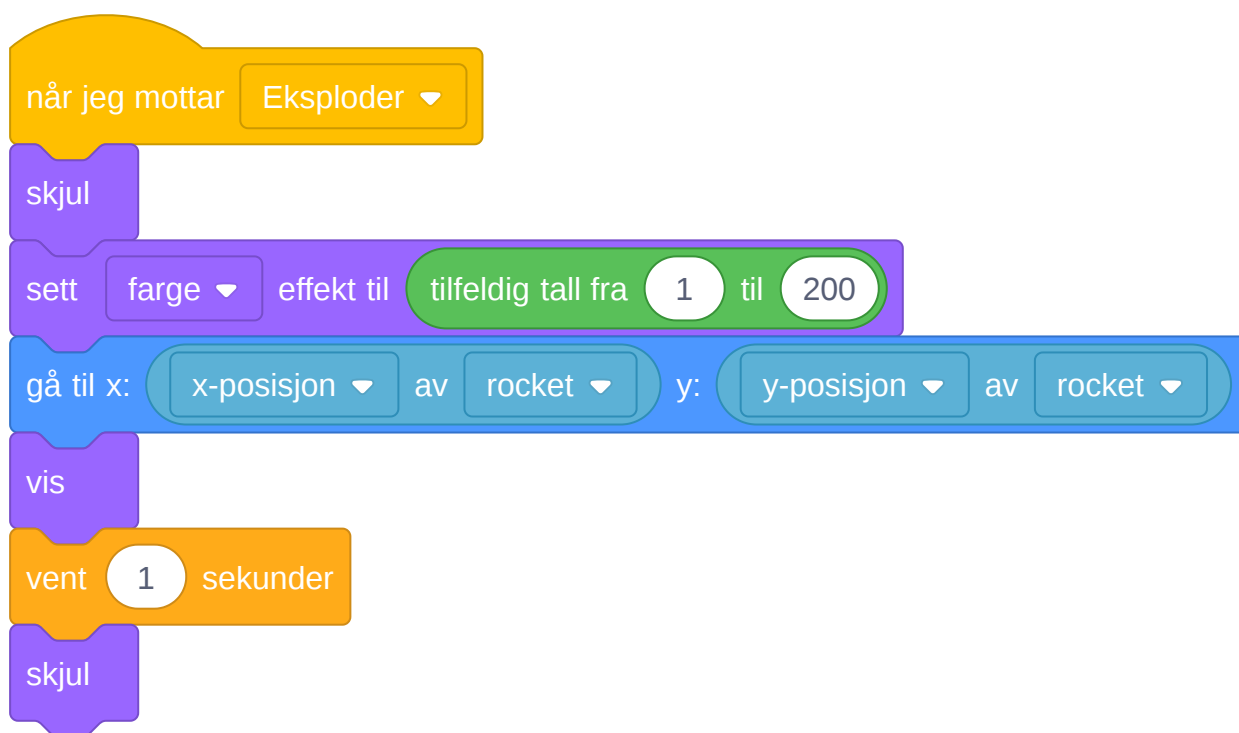 når jeg mottar Eksploder
skjul
sett farge effekt til tilfeldig tall fra 1 til 200
gå til x: x-posisjon av rocket y: y-posisjon av rocket
vis
vent 1 sekunder
skjul